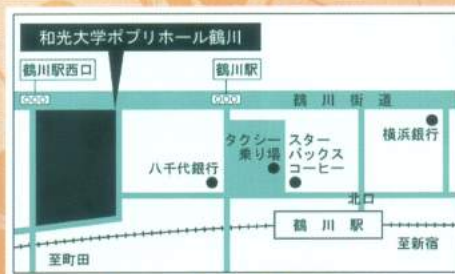 和光大学ポプリホール鶴川
鶴川駅西口
鶴川駅
鶴川街道
タクシー
乗り場
スター
バックス
コーヒー
横浜銀行
八千代銀行
北口
鶴川駅
至新宿
至町田